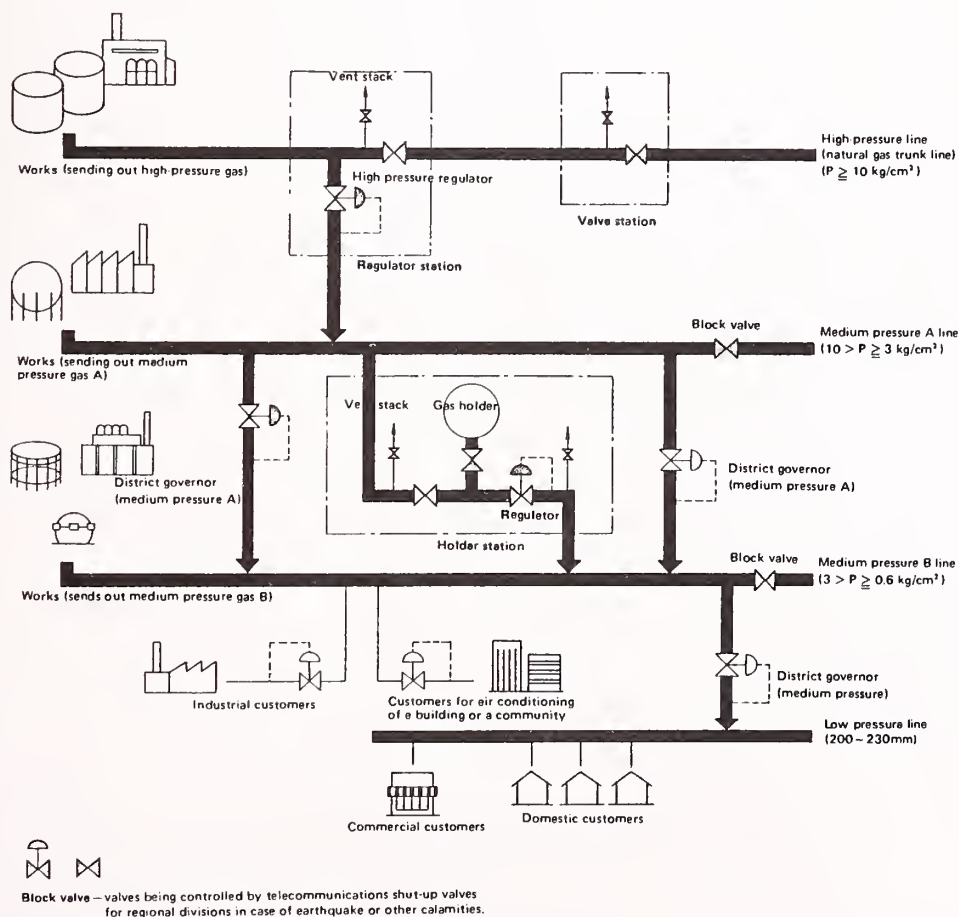 Vent stack
High-pressure line
(natural gas trunk line)
(P ≧ 10 kg/cm²)
Works (sending out high-pressure gas)
High pressure regulator
Valve station
Regulator station
Block valve
Medium pressure A line
(10 > P ≧ 3 kg/cm²)
Works (sending out medium
pressure gas A)
Vent stack
Gas holder
District governor
(medium pressure A)
District governor
(medium pressure A)
Reguletor
Holder station
Block valve
Medium pressure B line
(3 > P ≧ 0.6 kg/cm²)
Works (sends out medium pressure gas B)
Industrial customers
Customers for eir conditioning
of e building or a community
District governor
(medium pressure)
Low pressure line
(200~230mm)
Commercial customers
Domestic customers
Block valve — valves being controlled by telecommunications shut-up valves
for regional divisions in case of earthquake or other calamities.